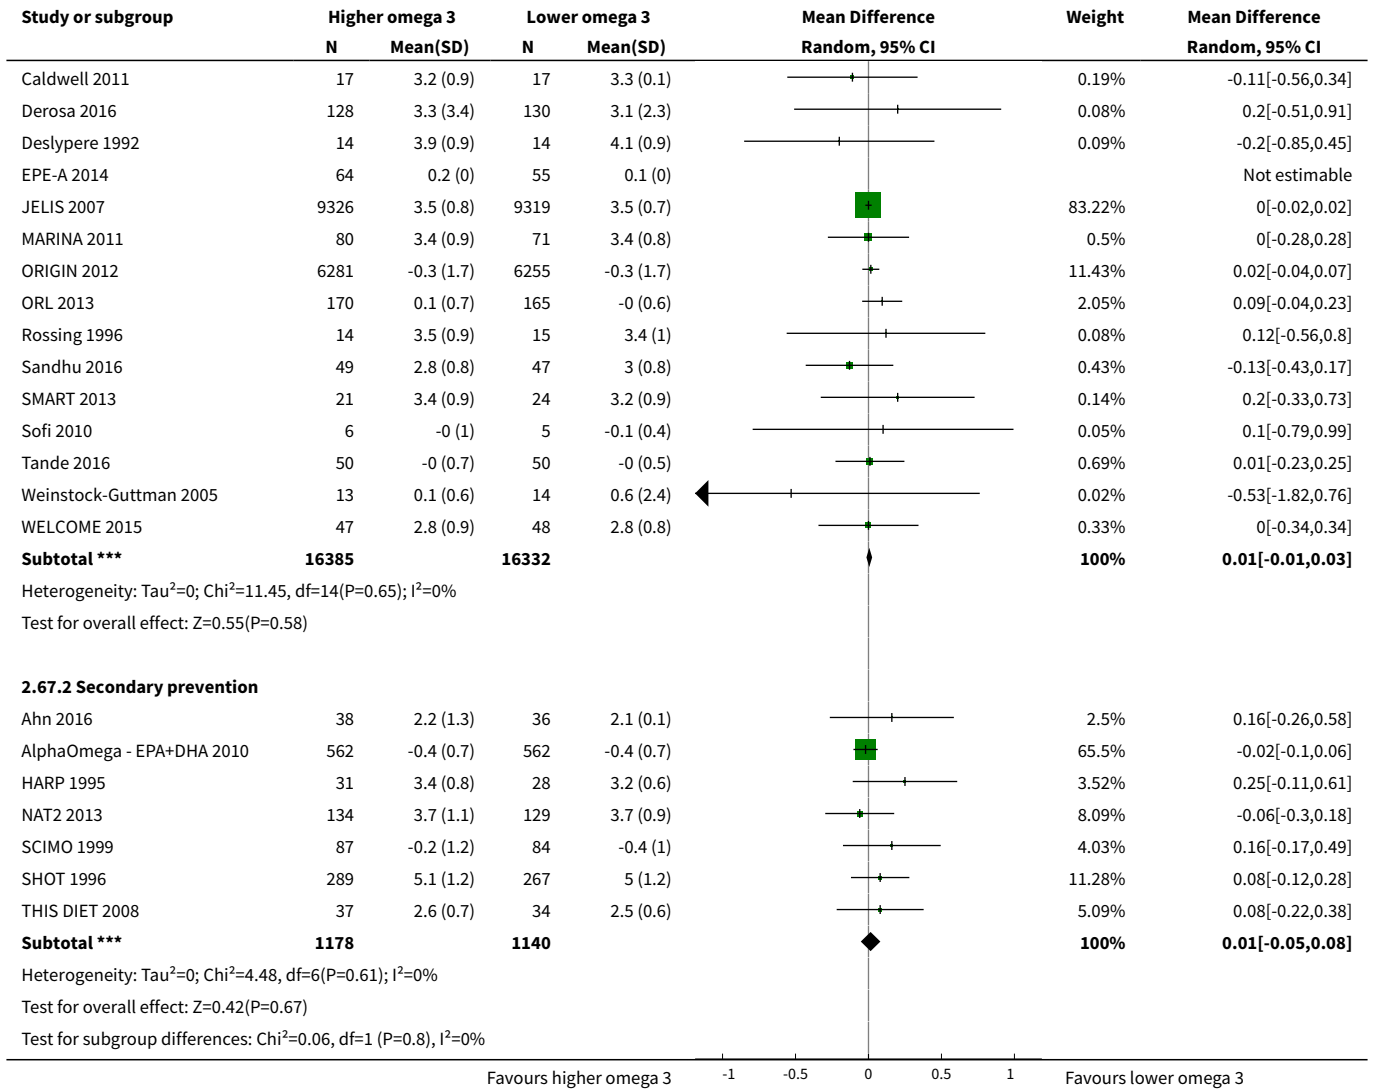 Study or subgroup Higher omega 3 Lower omega 3 Mean Difference Weight Mean Difference
N Mean(SD) N Mean(SD) Random, 95% CI Random, 95% CI
Caldwell 2011 17 3.2 (0.9) 17 3.3 (0.1) 0.19% -0.11[-0.56,0.34]
Derosa 2016 128 3.3 (3.4) 130 3.1 (2.3) 0.08% 0.2[-0.51,0.91]
Deslypere 1992 14 3.9 (0.9) 14 4.1 (0.9) 0.09% -0.2[-0.85,0.45]
EPE-A 2014 64 0.2 (0) 55 0.1 (0) Not estimable
JELIS 2007 9326 3.5 (0.8) 9319 3.5 (0.7) 83.22% 0[-0.02,0.02]
MARINA 2011 80 3.4 (0.9) 71 3.4 (0.8) 0.5% 0[-0.28,0.28]
ORIGIN 2012 6281 -0.3 (1.7) 6255 -0.3 (1.7) 11.43% 0.02[-0.04,0.07]
ORL 2013 170 0.1 (0.7) 165 -0 (0.6) 2.05% 0.09[-0.04,0.23]
Rossing 1996 14 3.5 (0.9) 15 3.4 (1) 0.08% 0.12[-0.56,0.8]
Sandhu 2016 49 2.8 (0.8) 47 3 (0.8) 0.43% -0.13[-0.43,0.17]
SMART 2013 21 3.4 (0.9) 24 3.2 (0.9) 0.14% 0.2[-0.33,0.73]
Sofi 2010 6 -0 (1) 5 -0.1 (0.4) 0.05% 0.1[-0.79,0.99]
Tande 2016 50 -0 (0.7) 50 -0 (0.5) 0.69% 0.01[-0.23,0.25]
Weinstock-Guttman 2005 13 0.1 (0.6) 14 0.6 (2.4) 0.02% -0.53[-1.82,0.76]
WELCOME 2015 47 2.8 (0.9) 48 2.8 (0.8) 0.33% 0[-0.34,0.34]
Subtotal *** 16385 16332 100% 0.01[-0.01,0.03]
Heterogeneity: Tau²=0; Chi²=11.45, df=14(P=0.65); I²=0%
Test for overall effect: Z=0.55(P=0.58)
2.67.2 Secondary prevention
Ahn 2016 38 2.2 (1.3) 36 2.1 (0.1) 2.5% 0.16[-0.26,0.58]
AlphaOmega - EPA+DHA 2010 562 -0.4 (0.7) 562 -0.4 (0.7) 65.5% -0.02[-0.1,0.06]
HARP 1995 31 3.4 (0.8) 28 3.2 (0.6) 3.52% 0.25[-0.11,0.61]
NAT2 2013 134 3.7 (1.1) 129 3.7 (0.9) 8.09% -0.06[-0.3,0.18]
SCIMO 1999 87 -0.2 (1.2) 84 -0.4 (1) 4.03% 0.16[-0.17,0.49]
SHOT 1996 289 5.1 (1.2) 267 5 (1.2) 11.28% 0.08[-0.12,0.28]
THIS DIET 2008 37 2.6 (0.7) 34 2.5 (0.6) 5.09% 0.08[-0.22,0.38]
Subtotal *** 1178 1140 100% 0.01[-0.05,0.08]
Heterogeneity: Tau²=0; Chi²=4.48, df=6(P=0.61); I²=0%
Test for overall effect: Z=0.42(P=0.67)
Test for subgroup differences: Chi²=0.06, df=1 (P=0.8), I²=0%
Favours higher omega 3 -1 -0.5 0 0.5 1 Favours lower omega 3